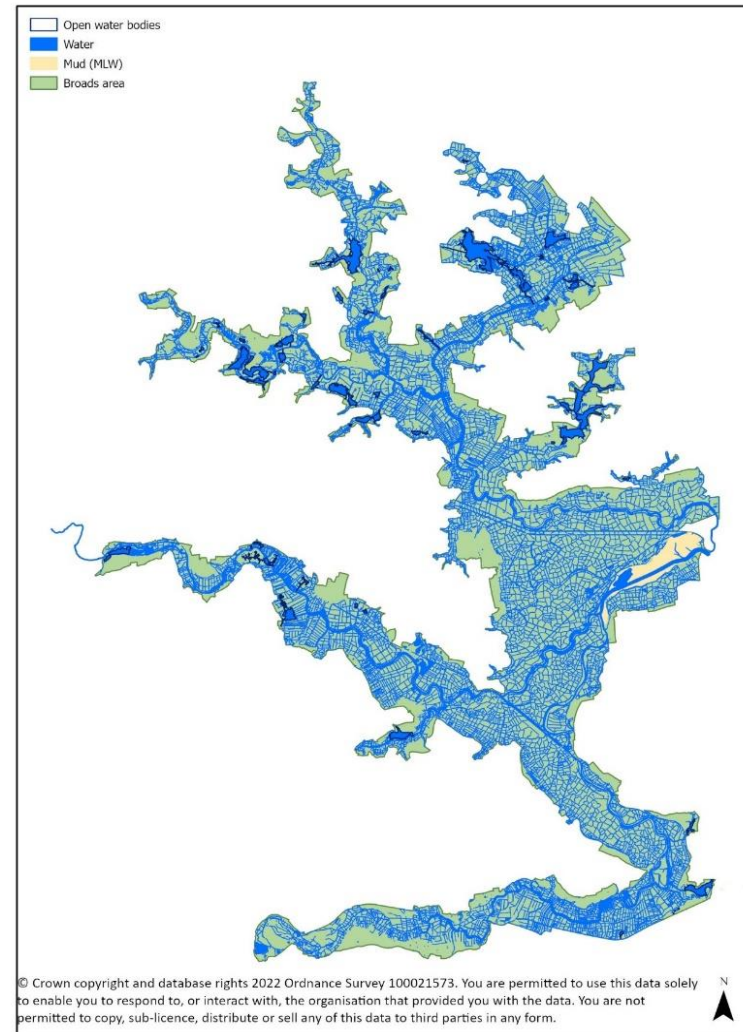 Open water bodies
Water
Mud (MLW)
Broads area
© Crown copyright and database rights 2022 Ordnance Survey 100021573. You are permitted to use this data solely
to enable you to respond to, or interact with, the organisation that provided you with the data. You are not
permitted to copy, sub-licence, distribute or sell any of this data to third parties in any form.
N